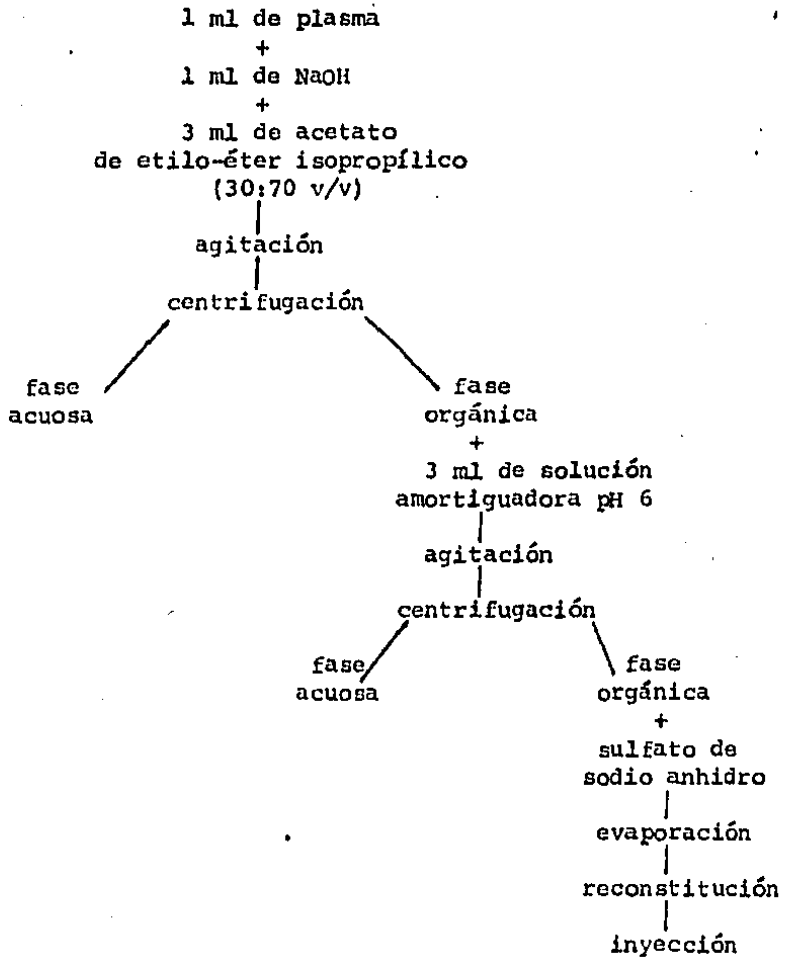 1 ml de plasma
+
1 ml de NaOH
+
3 ml de acetato
de etilo-éter isopropílico
(30:70 v/v)
agitación
centrifugación
fase
acuosa
fase
orgánica
+
3 ml de solución
amortiguadora pH 6
agitación
centrifugación
fase
acuosa
fase
orgánica
+
sulfato de
sodio anhidro
evaporación
reconstitución
inyección